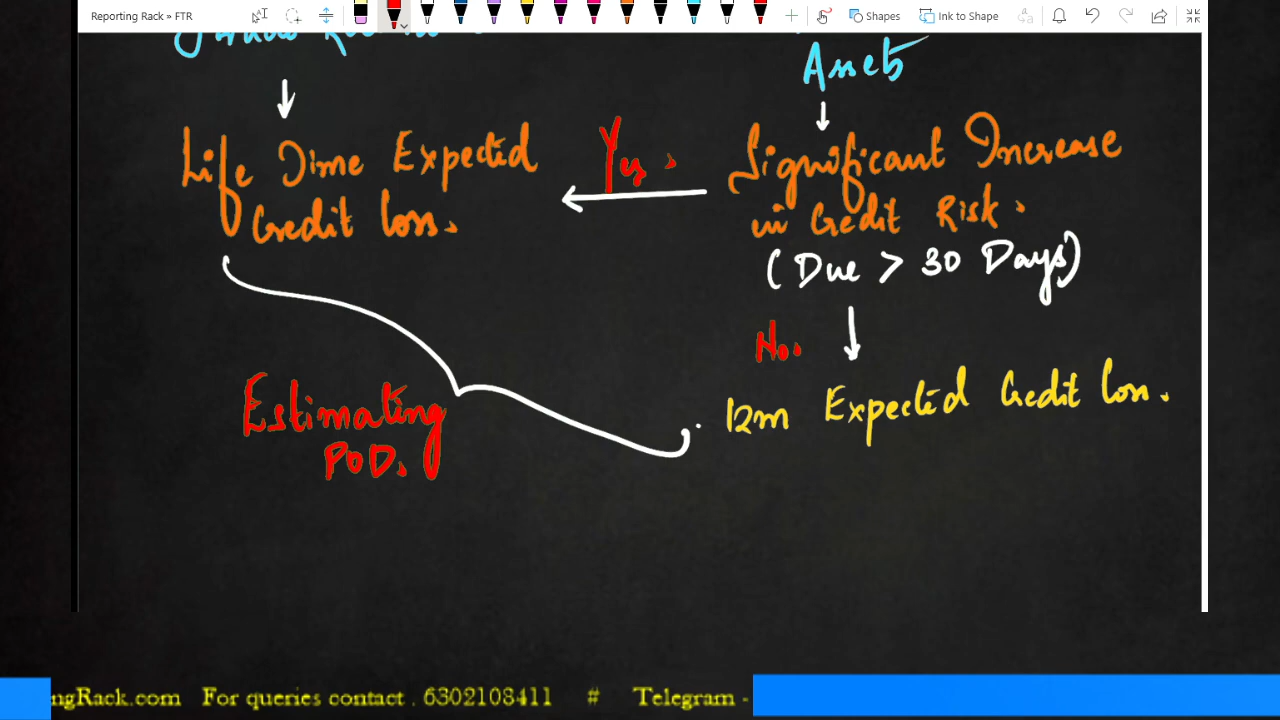 Reporting Rack » FTR
Shapes
Ink to Shape
Assets
Life Time Expected
Credit Loss.
Yes.
Significant Increase
in Credit Risk.
(Due > 30 Days)
No.
12m Expected Credit Loss.
Estimating
POD.
ngRack.com For queries contact . 6302108411 # Telegram -